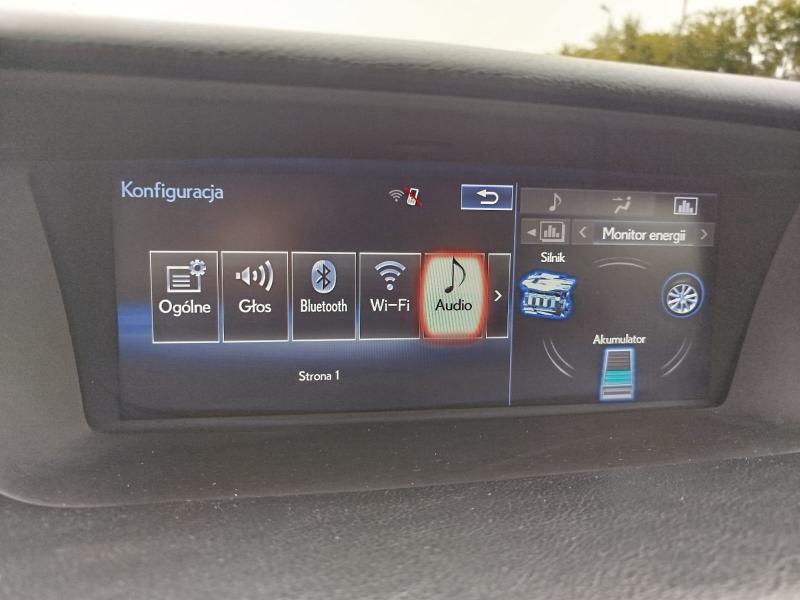 Konfiguracja
Ogólne
Głos
Bluetooth
Wi-Fi
Audio
Strona 1
Monitor energii
Silnik
Akumulator